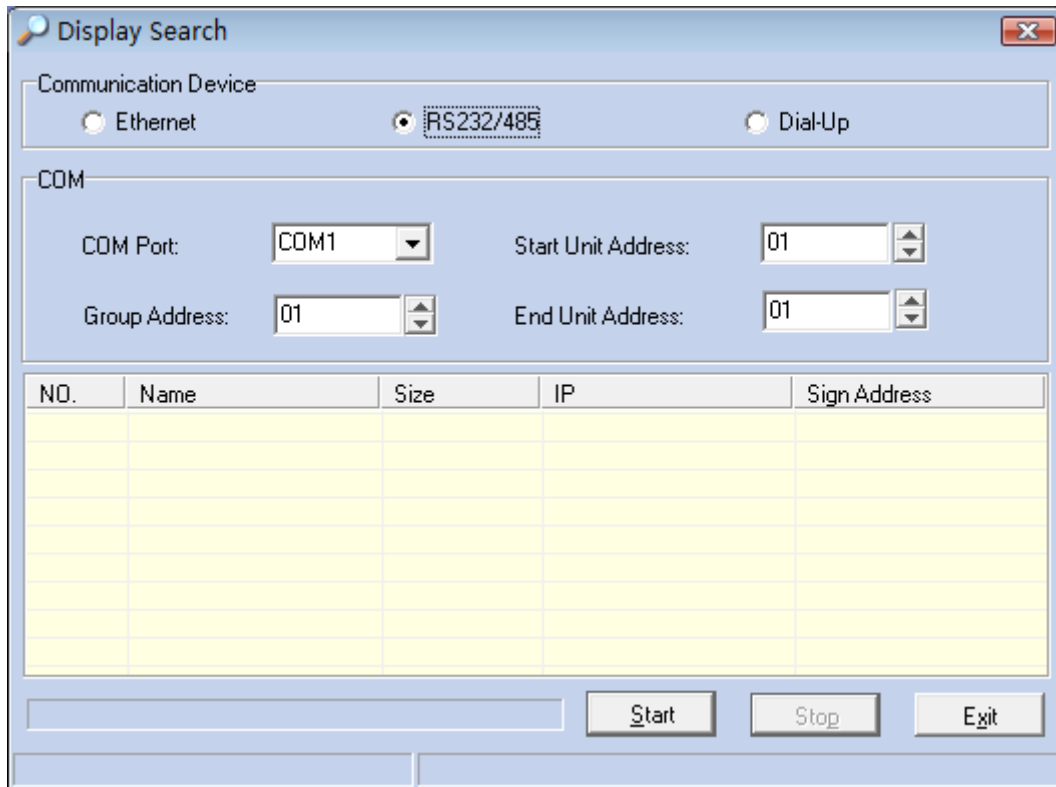 Display Search
Communication Device
Ethernet RS232/485 Dial-Up
COM
COM Port: COM1 Start Unit Address: 01
Group Address: 01 End Unit Address: 01
NO. Name Size IP Sign Address
Start Stop Exit